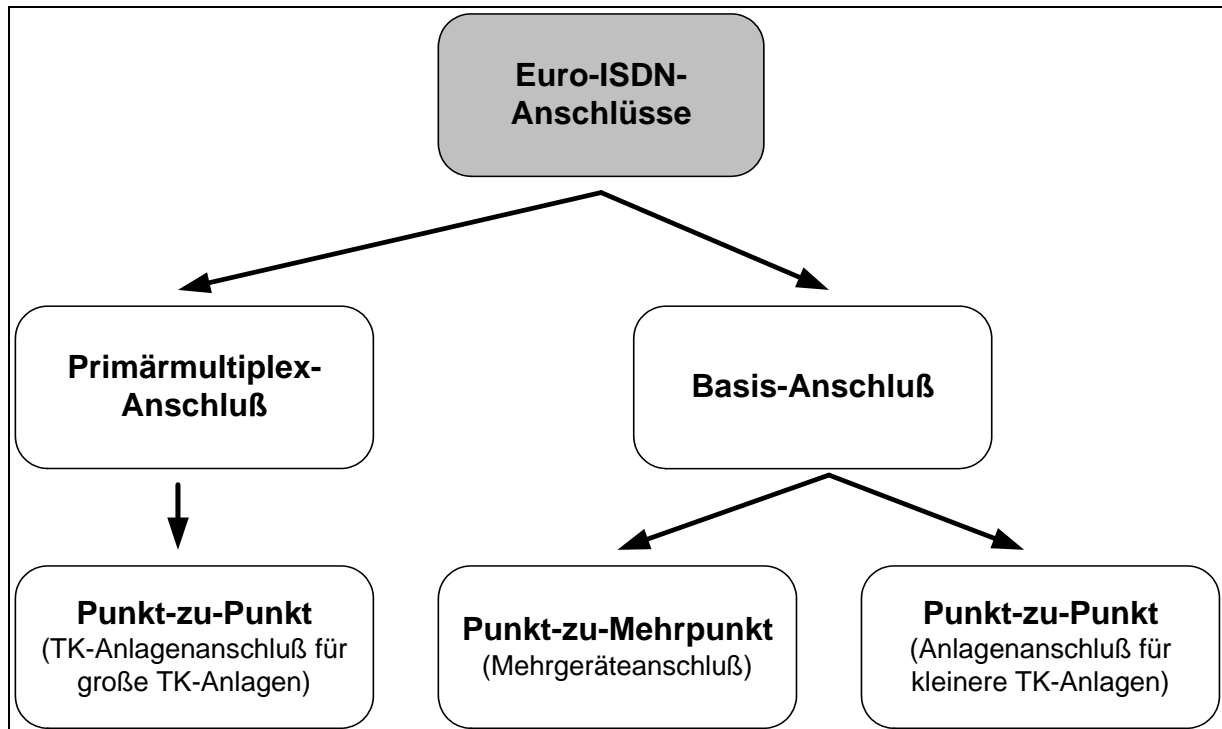 Euro-ISDN-
Anschlüsse
Primärmultiplex-
Anschluß
Basis-Anschluß
Punkt-zu-Punkt
(TK-Anlagenanschluß für
große TK-Anlagen)
Punkt-zu-Mehrpunkt
(Mehrgeräteanschluß)
Punkt-zu-Punkt
(Anlagenanschluß für
kleinere TK-Anlagen)